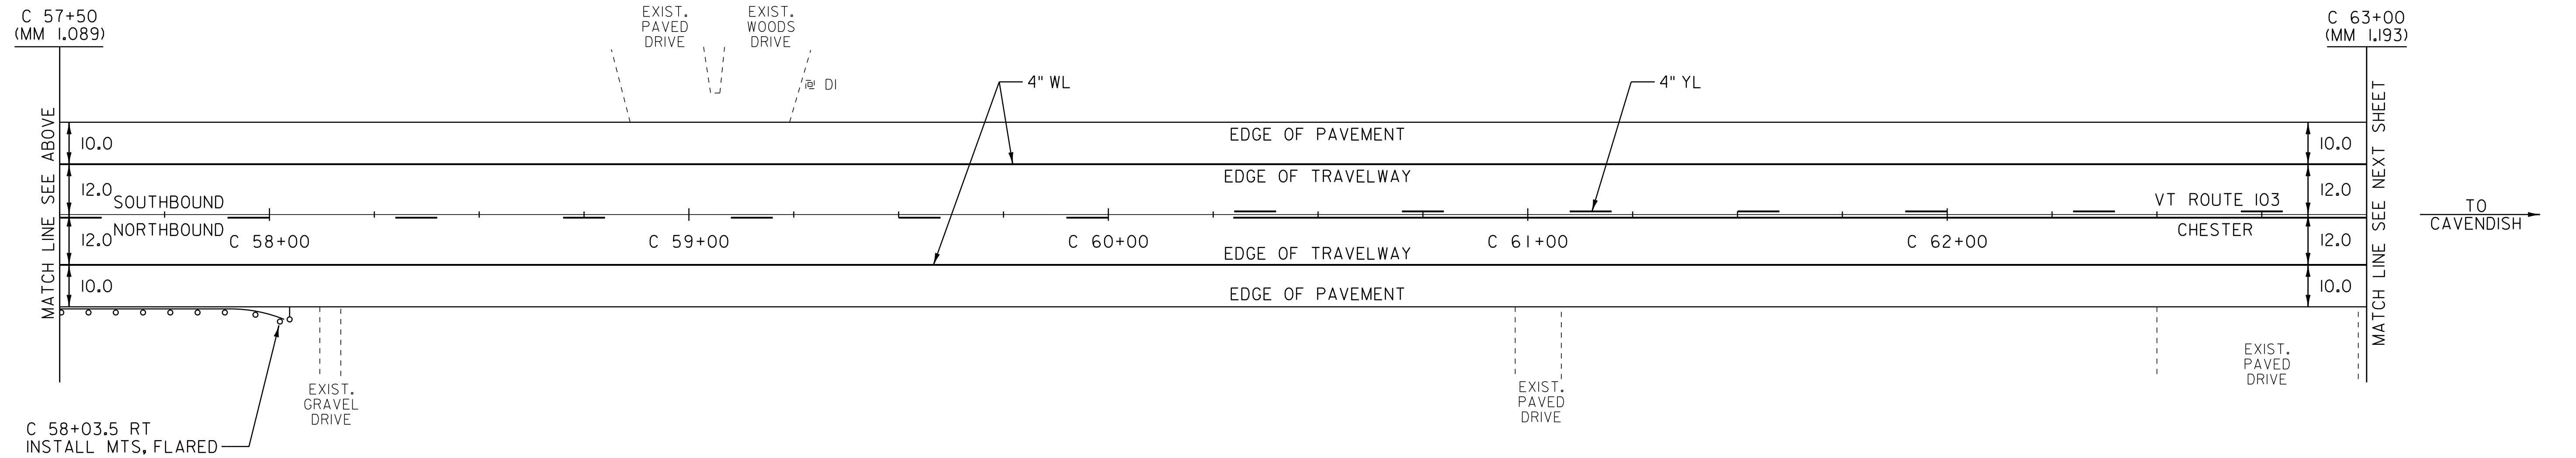 C 57+50
(MM 1.089)
EXIST.
PAVED
DRIVE
EXIST.
WOODS
DRIVE
@ DI
4" WL
4" YL
C 63+00
(MM 1.193)
MATCH LINE SEE ABOVE
10.0
12.0
12.0
10.0
SOUTHBOUND
NORTHBOUND
EDGE OF PAVEMENT
EDGE OF TRAVELWAY
C 58+00
C 59+00
C 60+00
C 61+00
C 62+00
EDGE OF TRAVELWAY
EDGE OF PAVEMENT
VT ROUTE 103
CHESTER
10.0
12.0
12.0
10.0
MATCH LINE SEE NEXT SHEET
TO
CAVENDISH
EXIST.
GRAVEL
DRIVE
EXIST.
PAVED
DRIVE
EXIST.
PAVED
DRIVE
C 58+03.5 RT
INSTALL MTS, FLARED